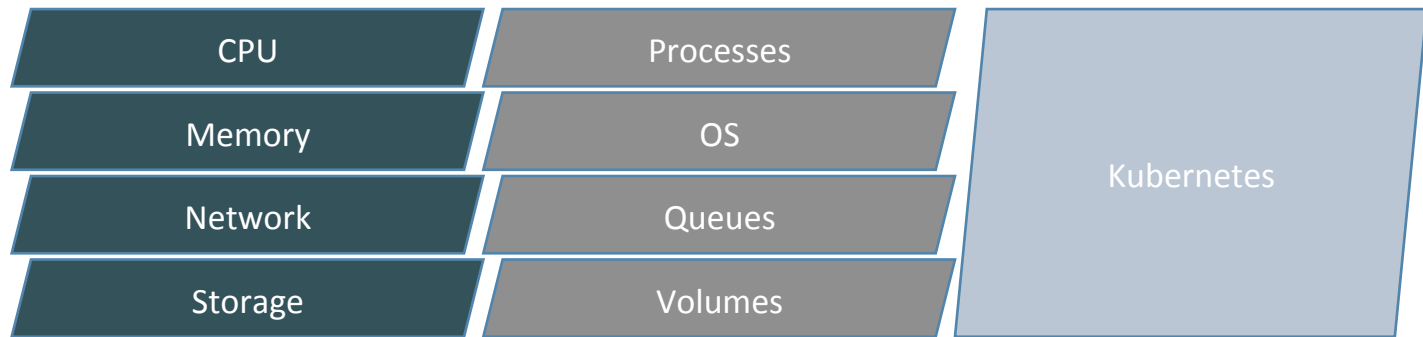 CPU
Processes
Memory
OS
Kubernetes
Network
Queues
Storage
Volumes